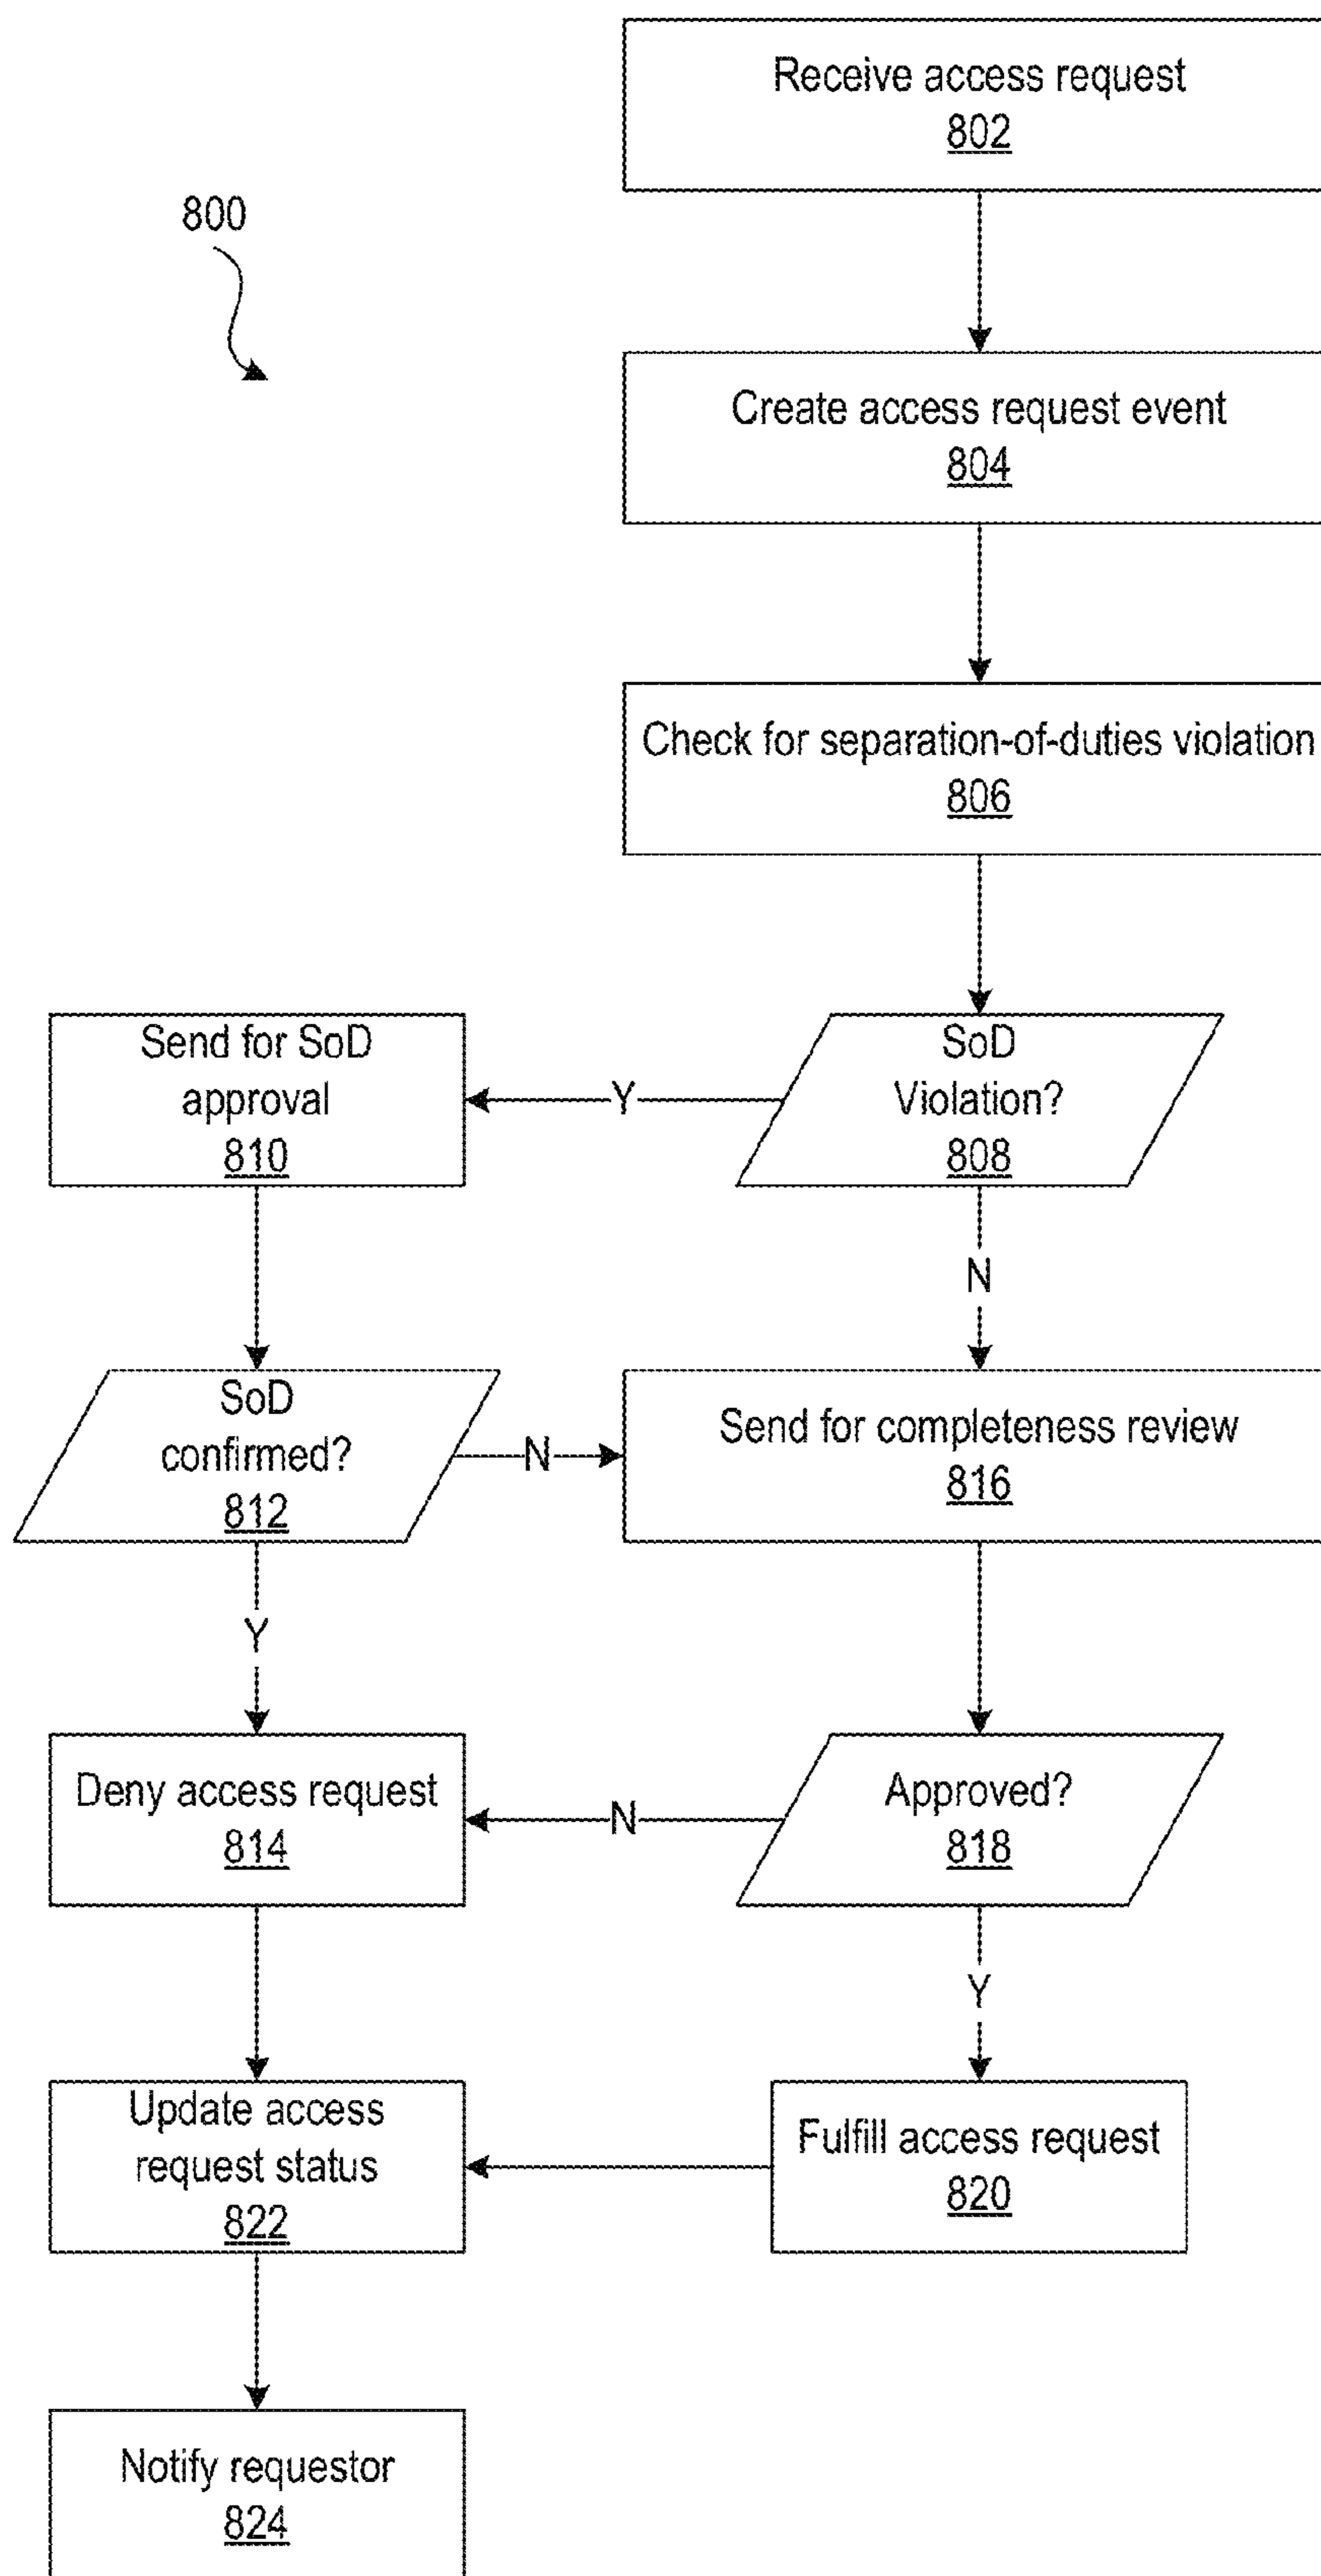 Receive access request
802
800
Create access request event
804
Check for separation-of-duties violation
806
Send for SoD
approval
810
Y
SoD
Violation?
808
N
SoD
confirmed?
812
N
Send for completeness review
816
Y
Deny access request
814
N
Approved?
818
Y
Update access
request status
822
Fulfill access request
820
Notify requestor
824